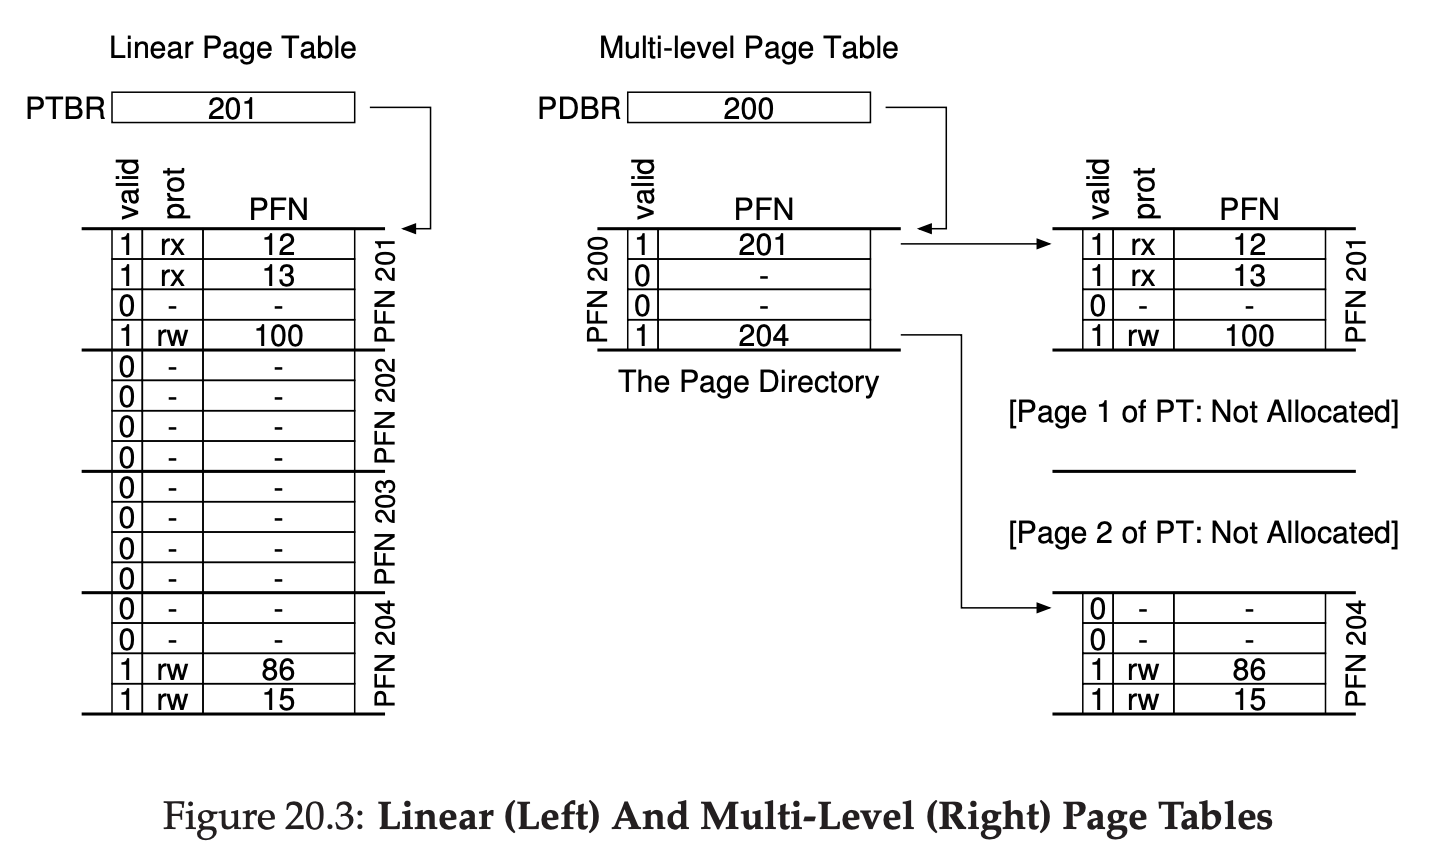 Linear Page Table
PTBR 201
valid prot PFN
1 rx 12
1 rx 13
0 - -
1 rw 100
PFN 201
0 - -
0 - -
0 - -
0 - -
PFN 202
0 - -
0 - -
0 - -
0 - -
PFN 203
0 - -
0 - -
1 rw 86
1 rw 15
PFN 204
Multi-level Page Table
PDBR 200
valid PFN
PFN 200
1 201
0 -
0 -
1 204
The Page Directory
valid prot PFN
1 rx 12
1 rx 13
0 - -
1 rw 100
PFN 201
[Page 1 of PT: Not Allocated]
[Page 2 of PT: Not Allocated]
0 - -
0 - -
1 rw 86
1 rw 15
PFN 204
Figure 20.3: Linear (Left) And Multi-Level (Right) Page Tables